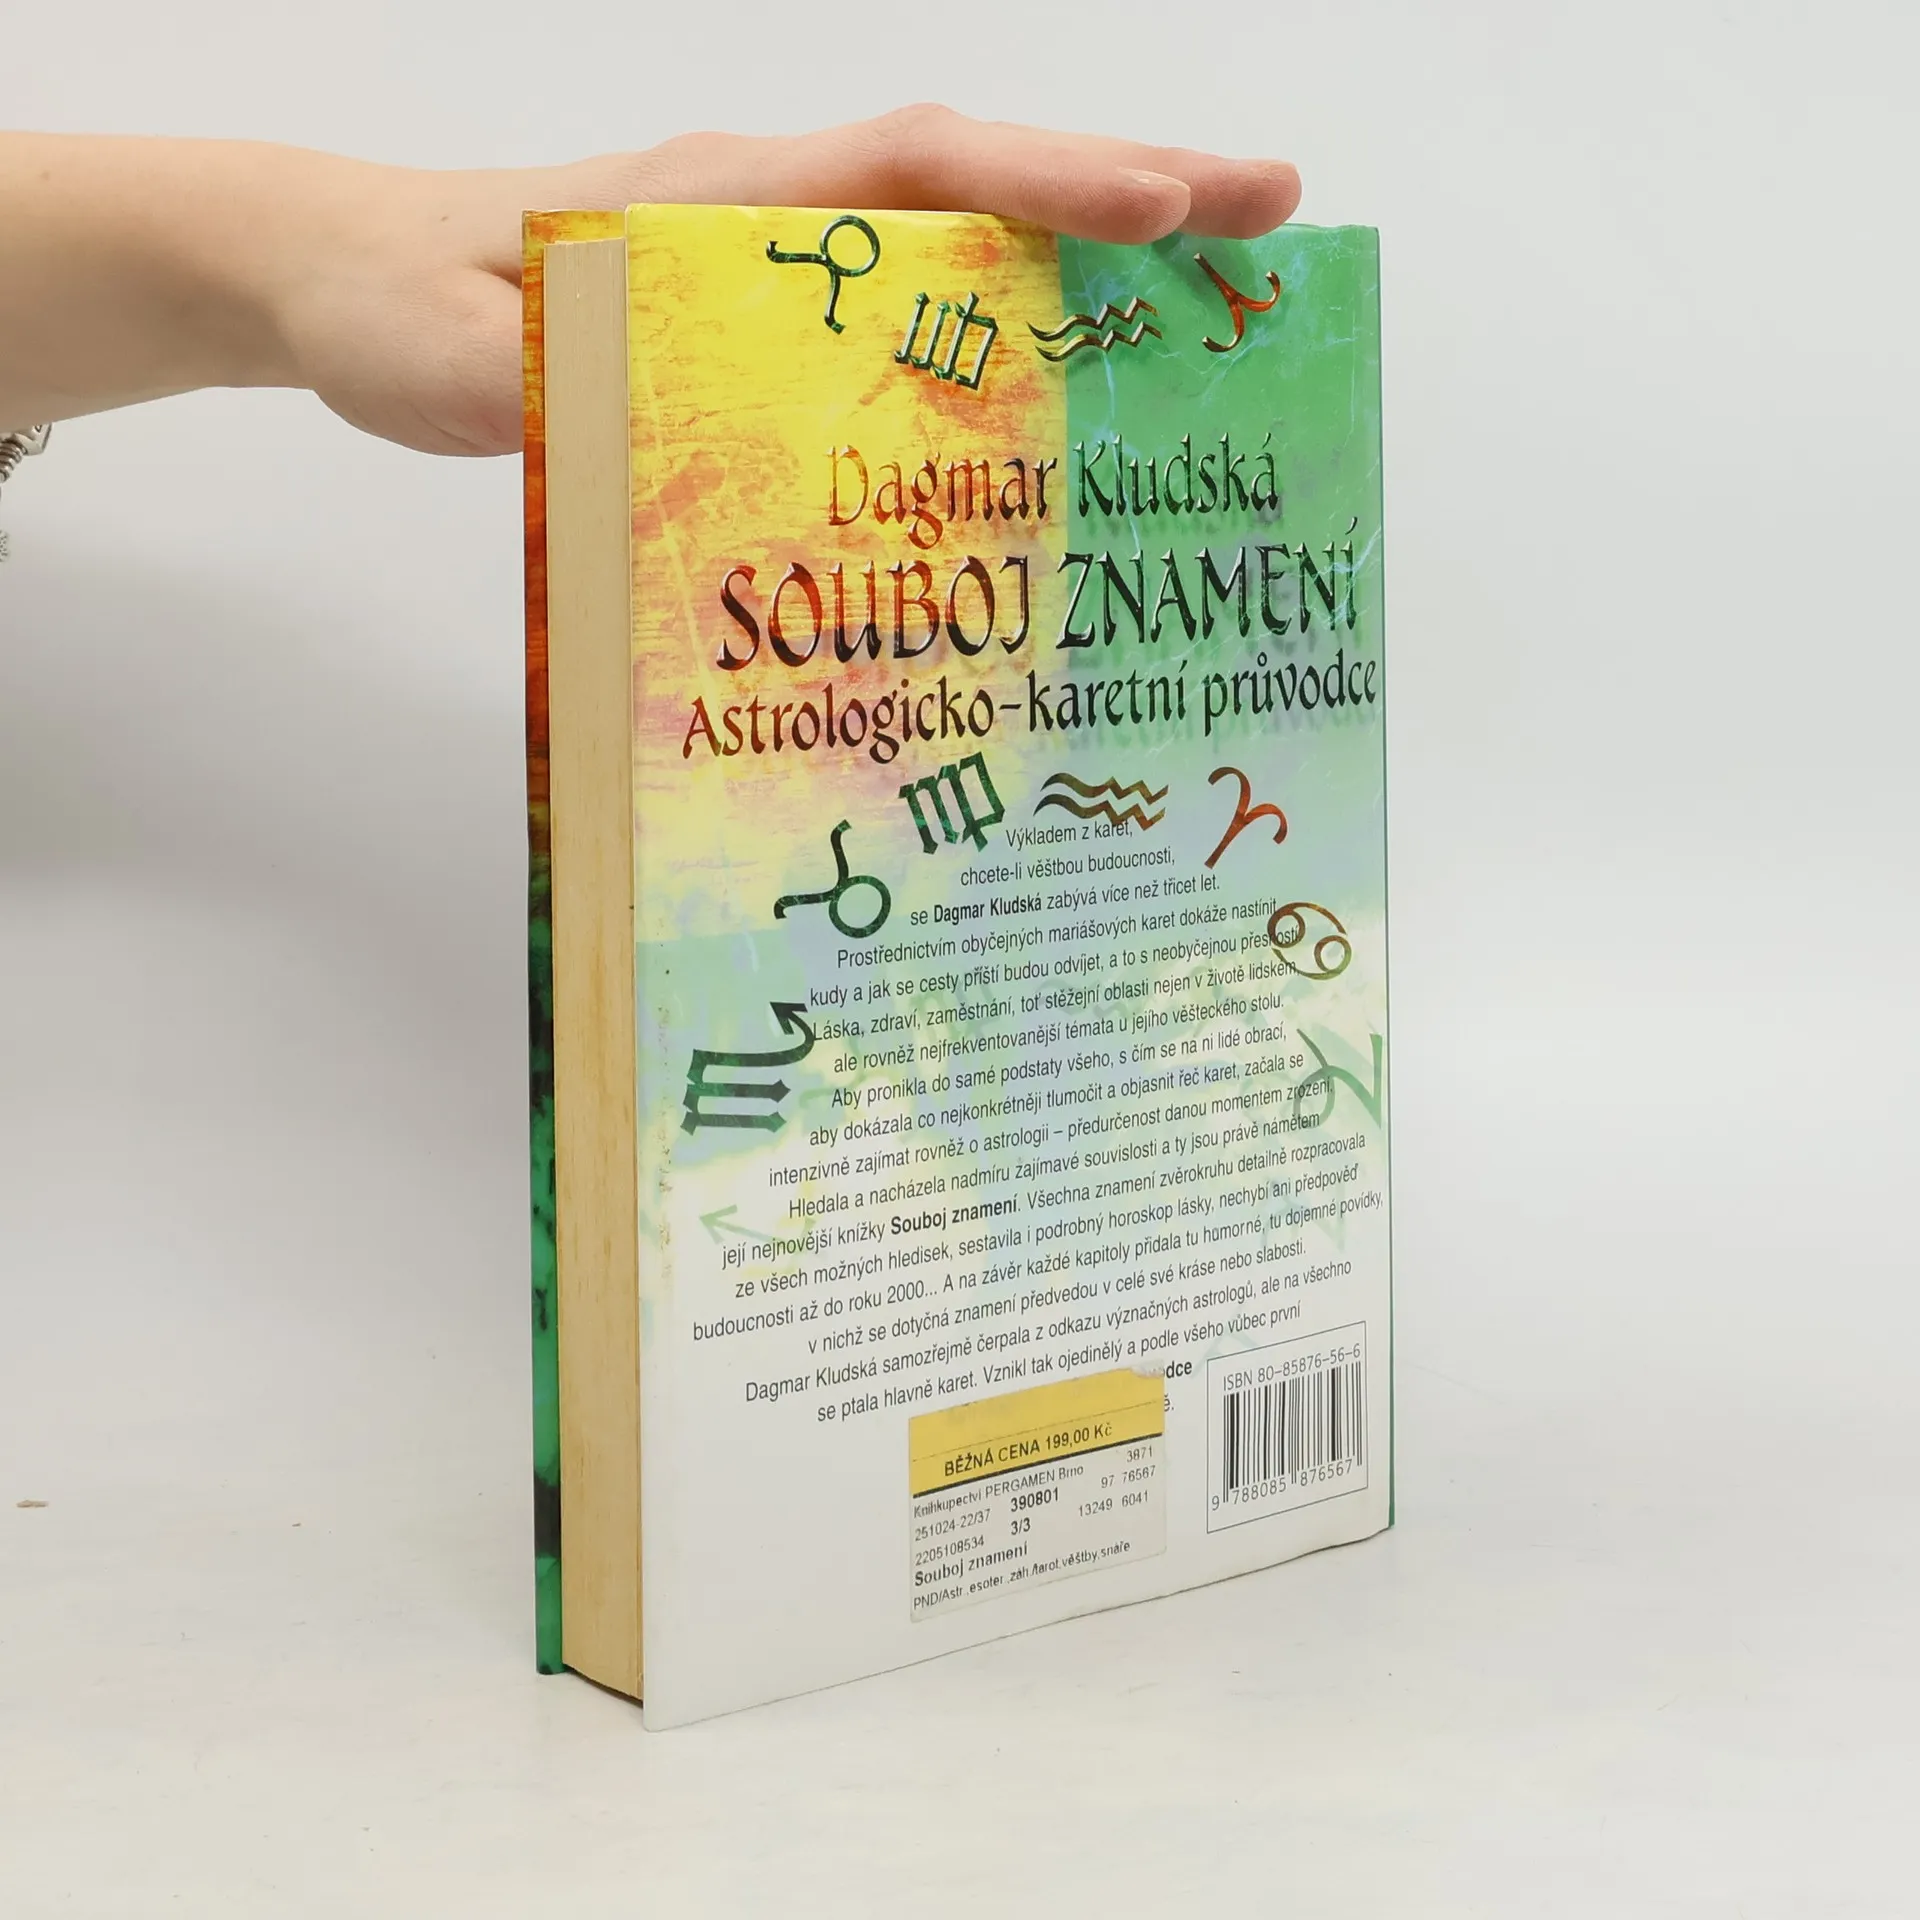 Dagmar Kludská
SOUBOJ ZNAMENÍ
Astrologicko-karetní průvodce
Výkladem z karet,
chcete-li věštbou budoucnosti,
se Dagmar Kludská zabývá více než třicet let.
Prostřednictvím obyčejných mariášových karet dokáže nastínit,
kudy a jak se cesty příští budou odvíjet, a to s neobyčejnou přesností.
Láska, zdraví, zaměstnání, toť stěžejní oblasti nejen v životě lidském,
ale rovněž nejfrekventovanější témata u jejího věšteckého stolu.
Aby pronikla do samé podstaty všeho, s čím se na ni lidé obrací,
aby dokázala co nejkonkrétněji tlumočit a objasnit řeč karet, začala se
intenzivně zajímat rovněž o astrologii – předurčenost danou momentem zrození.
Hledala a nacházela nadmíru zajímavé souvislosti a ty jsou právě námětem
její nejnovější knížky Souboj znamení. Všechna znamení zvěrokruhu detailně rozpracovala
ze všech možných hledisek, sestavila i podrobný horoskop lásky, nechybí ani předpověď
budoucnosti až do roku 2000... A na závěr každé kapitoly přidala tu humorné, tu dojemné povídky,
v nichž se dotyčná znamení předvedou v celé své kráse nebo slabosti.
Dagmar Kludská samozřejmě čerpala z odkazu význačných astrologů, ale na všechno
se ptala hlavně karet. Vznikl tak ojedinělý a podle všeho vůbec první
BĚŽNÁ CENA 199,00 Kč
Knihkupectví PERGAMEN Brno 3871
251024-22/37 390801 97 76567
2205108534 3/3 13249 6041
Souboj znamení
PND/Astr.,esoter.,záh./tarot,věštby,snáře
ISBN 80-85876-56-6
9 788085 876567